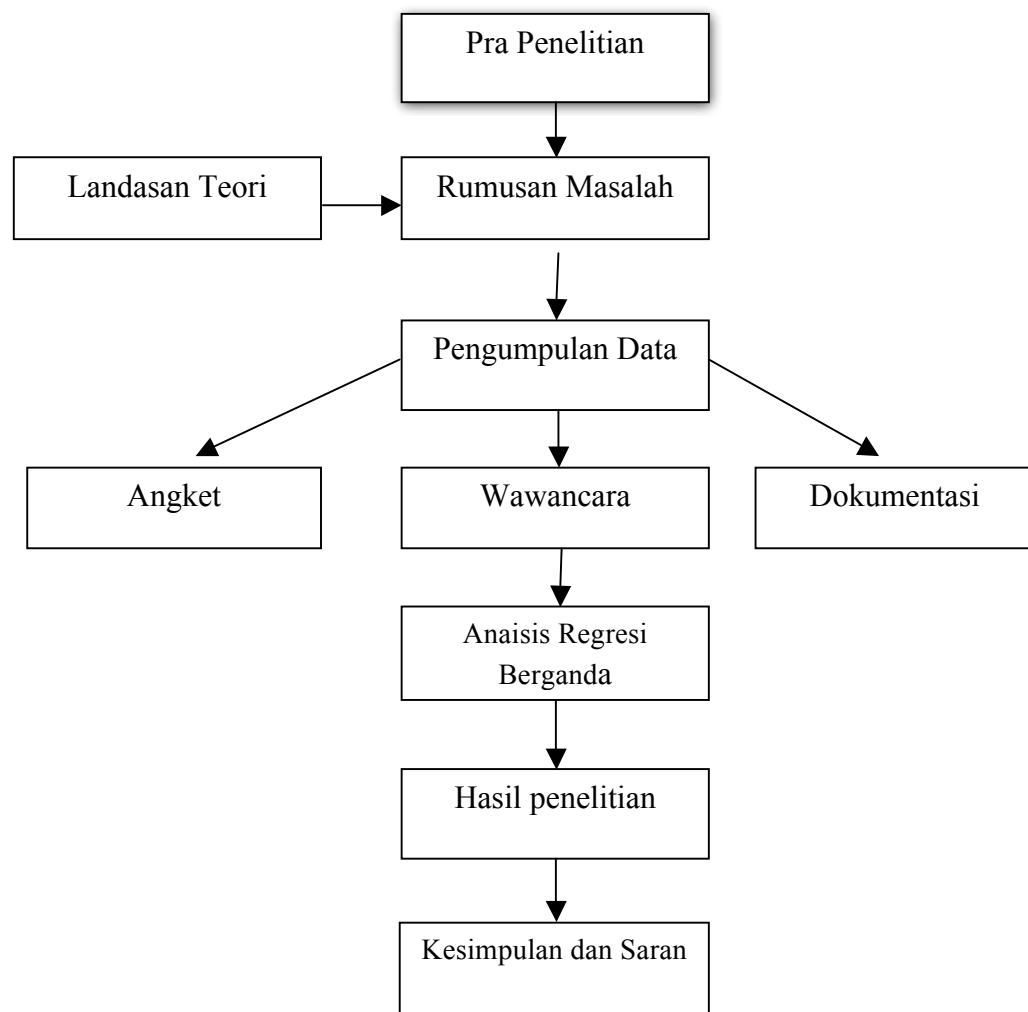 Pra Penelitian
Landasan Teori
Rumusan Masalah
Pengumpulan Data
Angket
Wawancara
Dokumentasi
Anaisis Regresi
Berganda
Hasil penelitian
Kesimpulan dan Saran